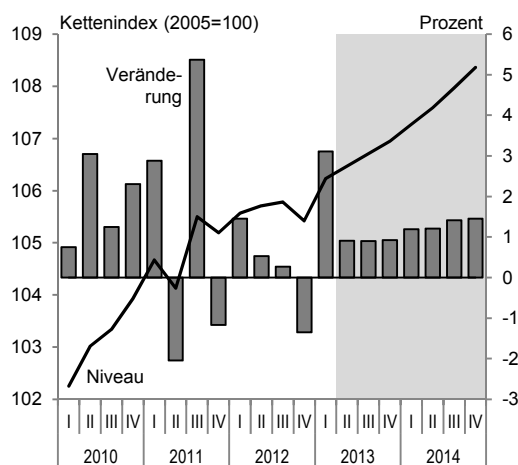 Kettenindex (2005=100) Prozent
109 6
108 5
107 4
106 3
105 2
104 1
103 0
102 -1
-2
-3
Verände-
rung
Niveau
I II III IV I II III IV I II III IV I II III IV I II III IV
2010 2011 2012 2013 2014